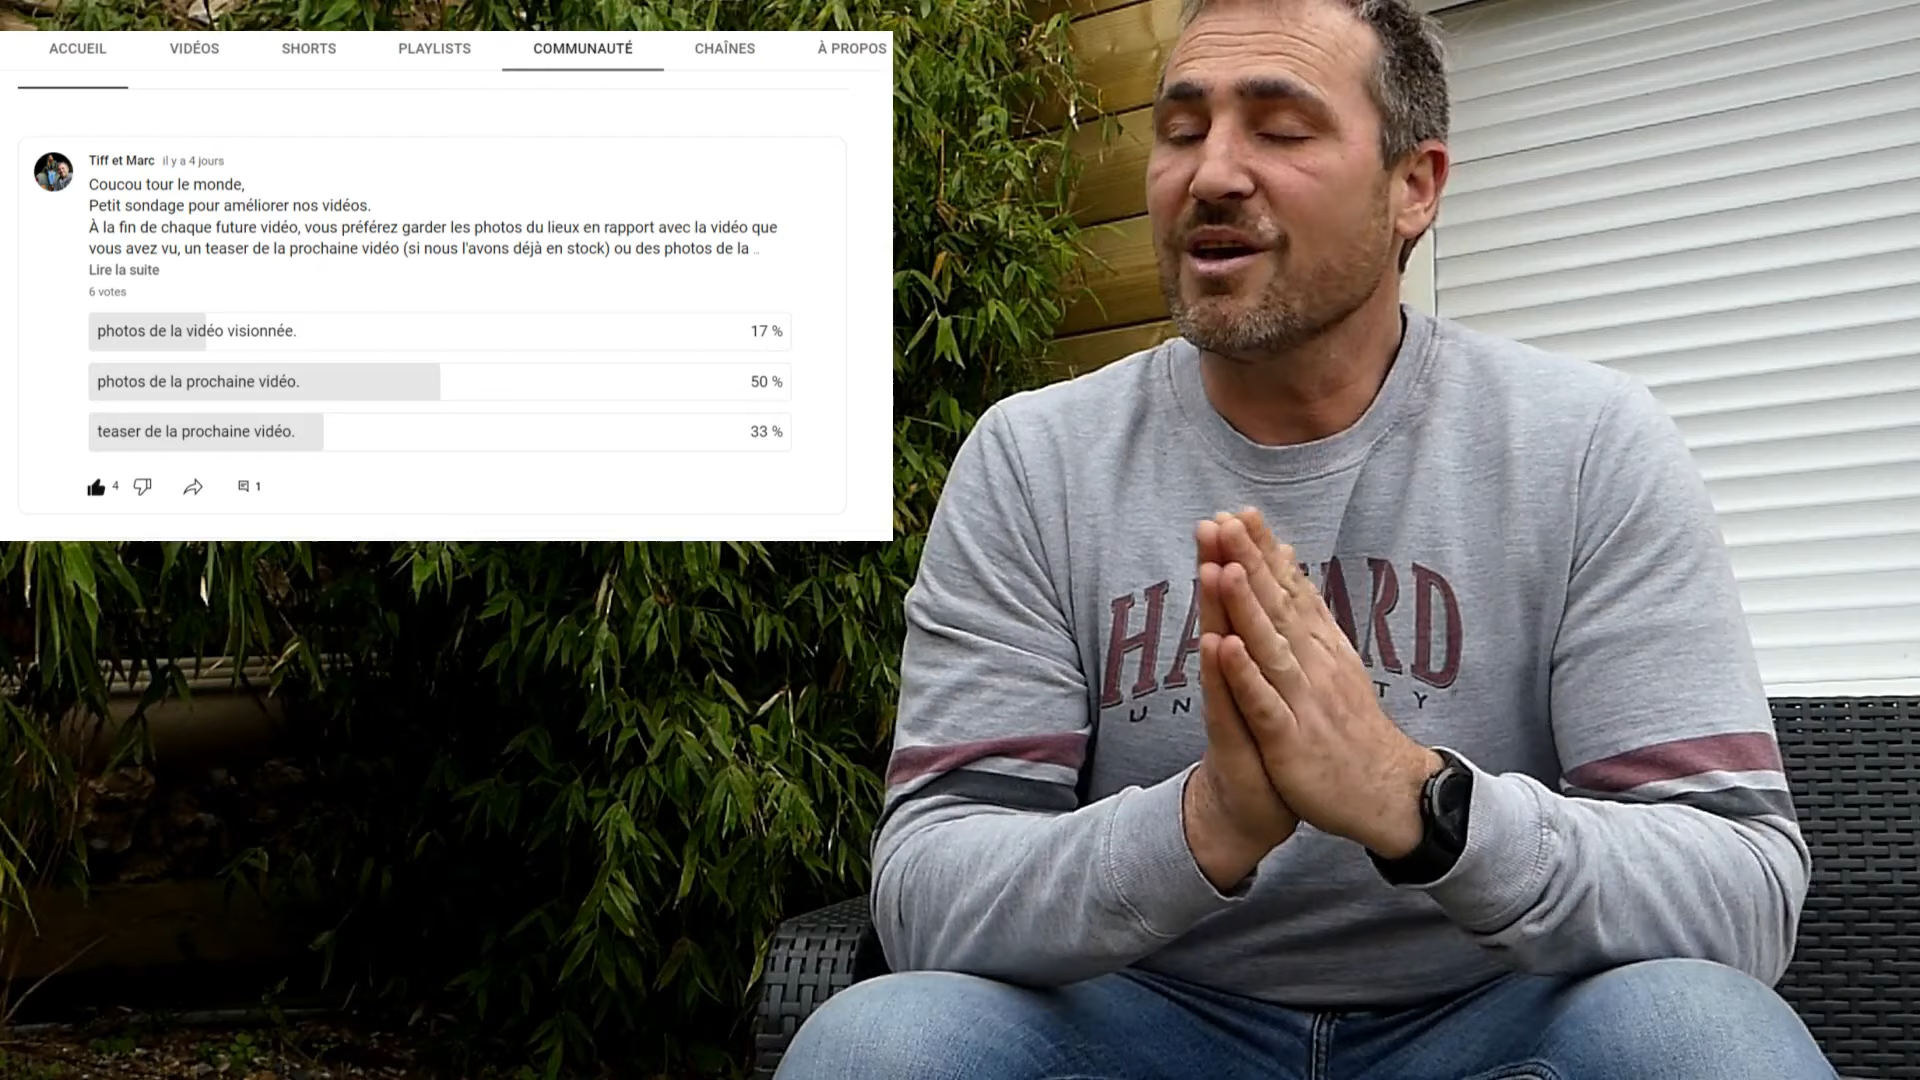 ACCUEIL VIDÉOS SHORTS PLAYLISTS COMMUNAUTÉ CHAÎNES À PROPOS
Tiff et Marc il y a 4 jours
Coucou tour le monde,
Petit sondage pour améliorer nos vidéos.
À la fin de chaque future vidéo, vous préférez garder les photos du lieux en rapport avec la vidéo que
vous avez vu, un teaser de la prochaine vidéo (si nous l'avons déjà en stock) ou des photos de la ...
Lire la suite
6 votes
photos de la vidéo visionnée. 17 %
photos de la prochaine vidéo. 50 %
teaser de la prochaine vidéo. 33 %
4 1